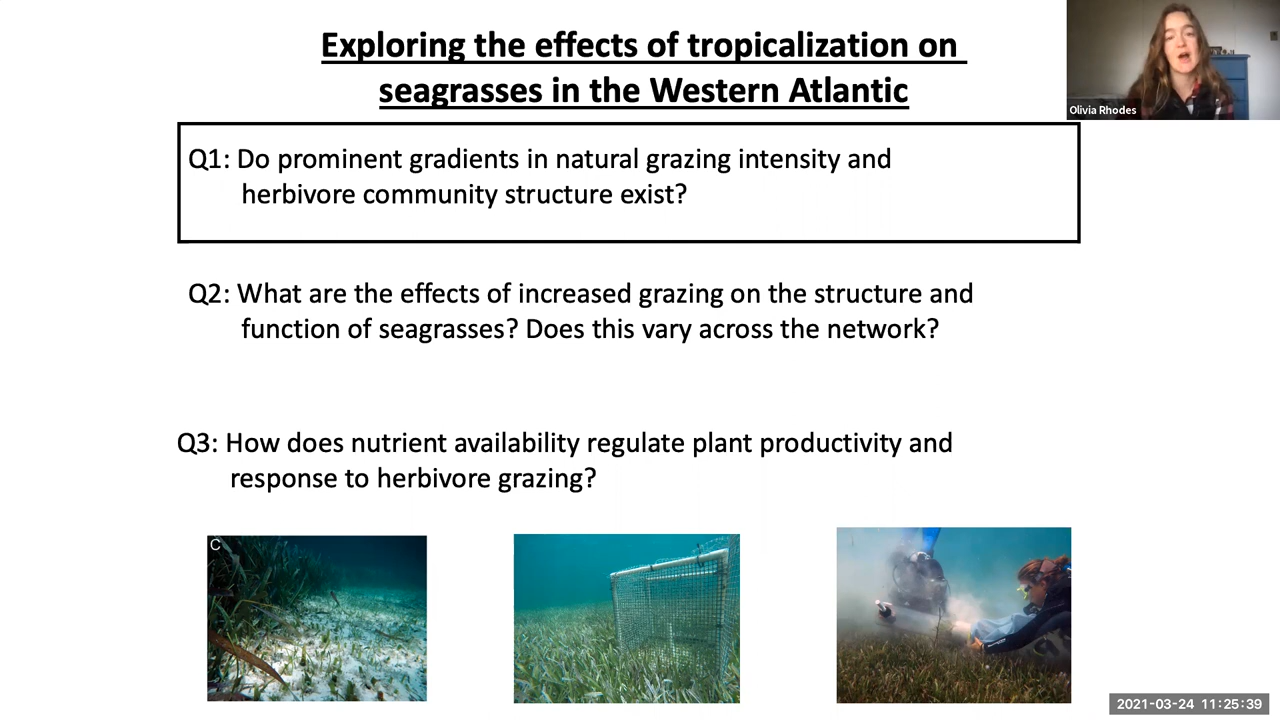 Exploring the effects of tropicalization on
seagrasses in the Western Atlantic
Olivia Rhodes
Q1: Do prominent gradients in natural grazing intensity and
herbivore community structure exist?
Q2: What are the effects of increased grazing on the structure and
function of seagrasses? Does this vary across the network?
Q3: How does nutrient availability regulate plant productivity and
response to herbivore grazing?
C
2021-03-24 11:25:39